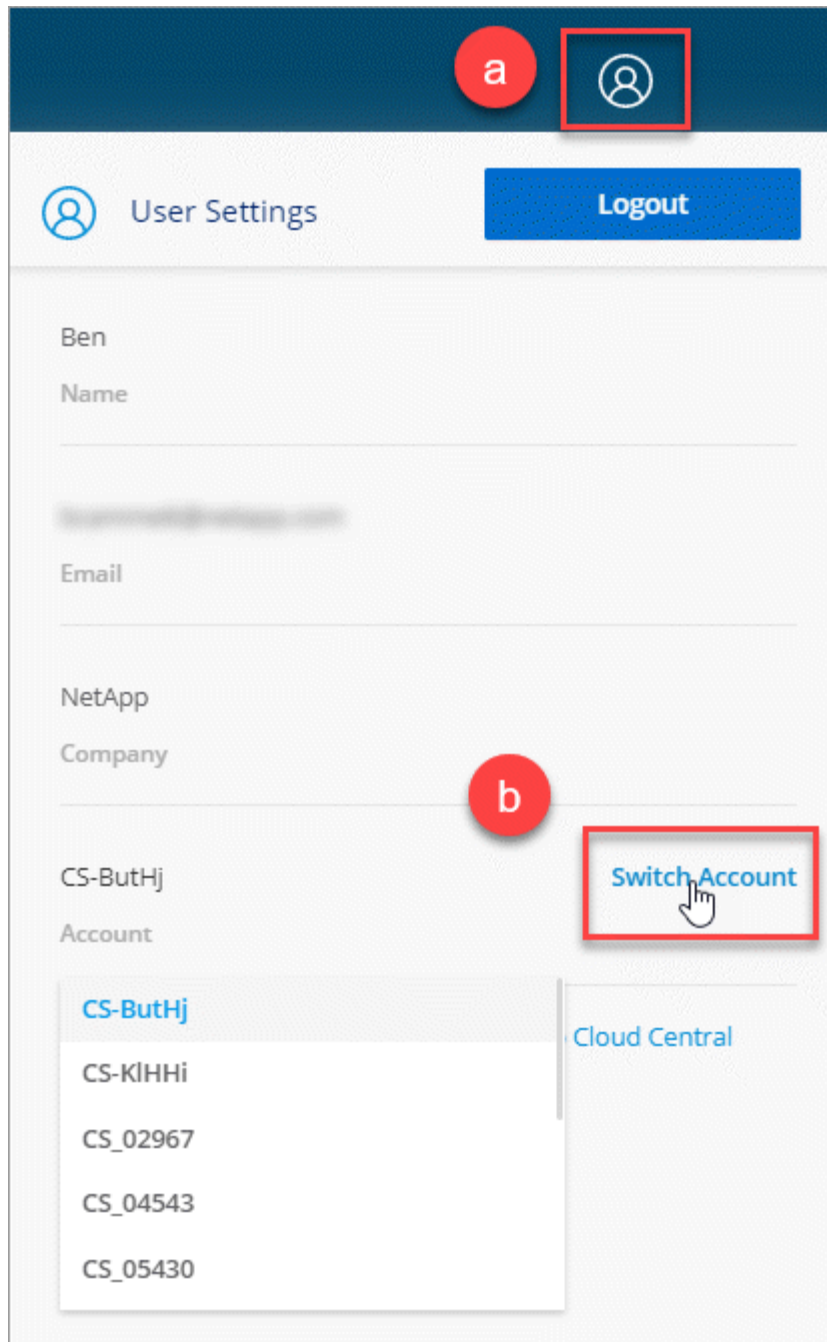 a
User Settings
Logout
Ben
Name
Email
NetApp
Company
b
CS-ButHj
Switch Account
Account
CS-ButHj
Cloud Central
CS-KlHHi
CS_02967
CS_04543
CS_05430